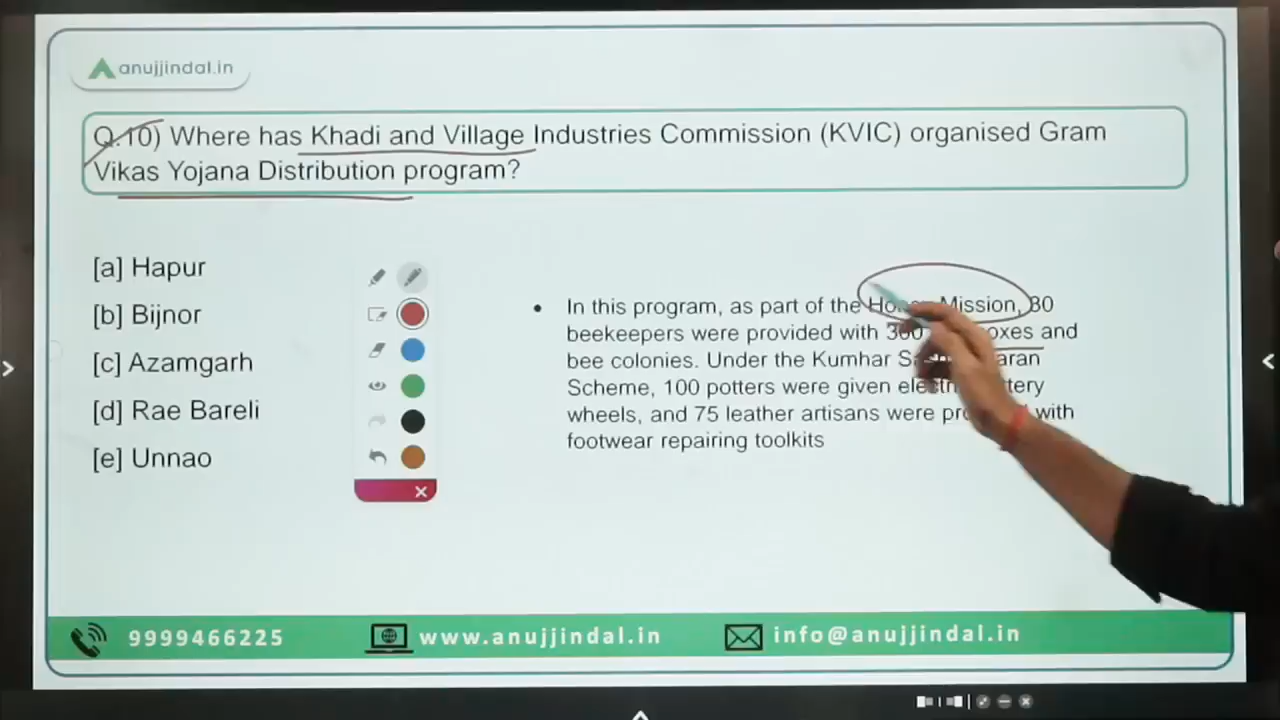 anujjindal.in
Q.10) Where has Khadi and Village Industries Commission (KVIC) organised Gram
Vikas Yojana Distribution program?
[a] Hapur
[b] Bijnor
[c] Azamgarh
[d] Rae Bareli
[e] Unnao
• In this program, as part of the Mission, 30
beekeepers were provided with 300 and
bee colonies. Under the Kumhar
Scheme, 100 potters were given
wheels, and 75 leather artisans were with
footwear repairing toolkits
9999466225
www.anujjindal.in
info@anujjindal.in